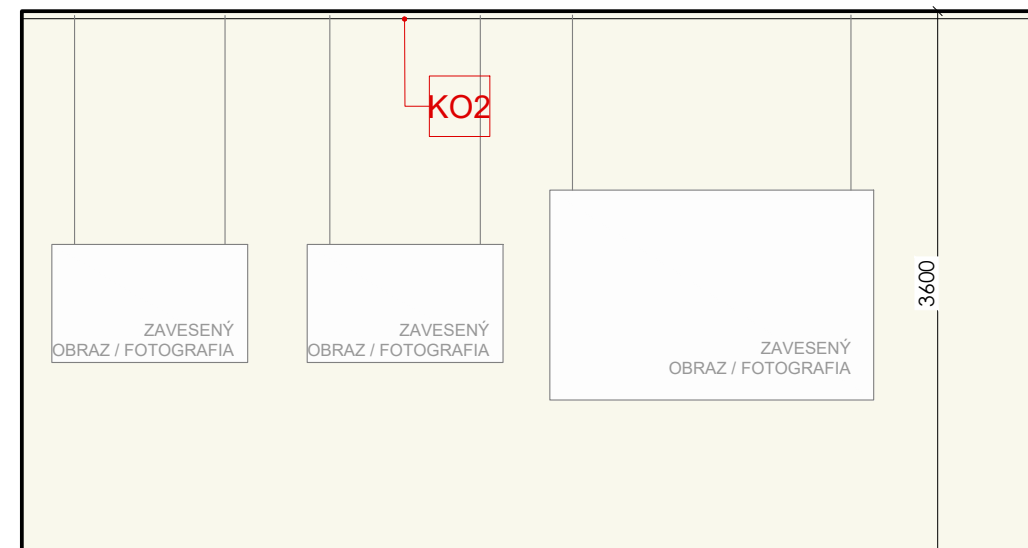 KO2
ZAVESENÝ
OBRAZ / FOTOGRAFIA
ZAVESENÝ
OBRAZ / FOTOGRAFIA
ZAVESENÝ
OBRAZ / FOTOGRAFIA
3600